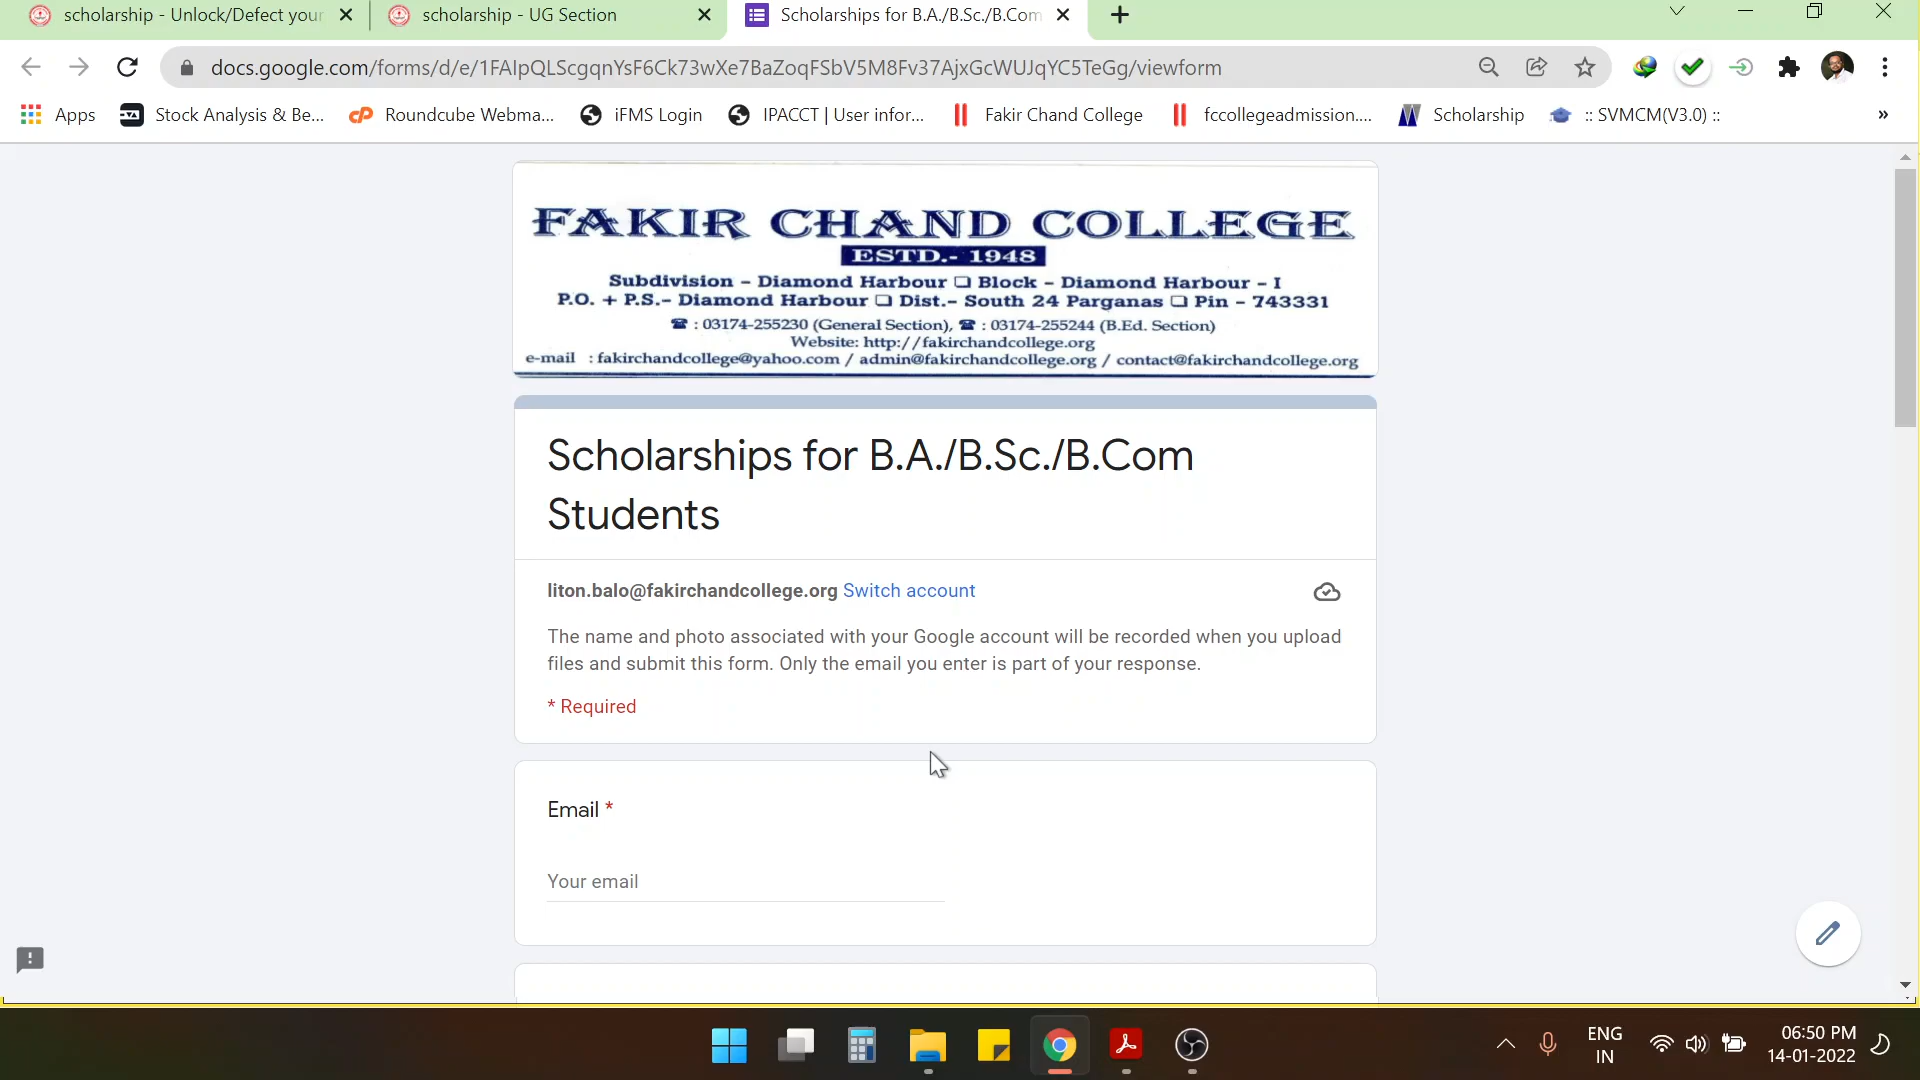 scholarship - Unlock/Defect your
scholarship - UG Section
Scholarships for B.A./B.Sc./B.Com
docs.google.com/forms/d/e/1FAIpQLScgqnYsF6Ck73wXe7BaZoqFSbV5M8Fv37AjxGcWUJqYC5TeGg/viewform
Apps
Stock Analysis & Be...
Roundcube Webma...
iFMS Login
IPACCT | User infor...
Fakir Chand College
fccollegeadmission....
Scholarship
:: SVMCM(V3.0) ::
»
FAKIR CHAND COLLEGE
ESTD.- 1948
Subdivision - Diamond Harbour ❑ Block - Diamond Harbour - I
P.O. + P.S.- Diamond Harbour ❑ Dist.- South 24 Parganas ❑ Pin - 743331
☎ : 03174-255230 (General Section), ☎ : 03174-255244 (B.Ed. Section)
Website: http://fakirchandcollege.org
e-mail : fakirchandcollege@yahoo.com / admin@fakirchandcollege.org / contact@fakirchandcollege.org
Scholarships for B.A./B.Sc./B.Com
Students
liton.balo@fakirchandcollege.org Switch account
The name and photo associated with your Google account will be recorded when you upload
files and submit this form. Only the email you enter is part of your response.
* Required
Email *
Your email
ENG
IN
06:50 PM
14-01-2022